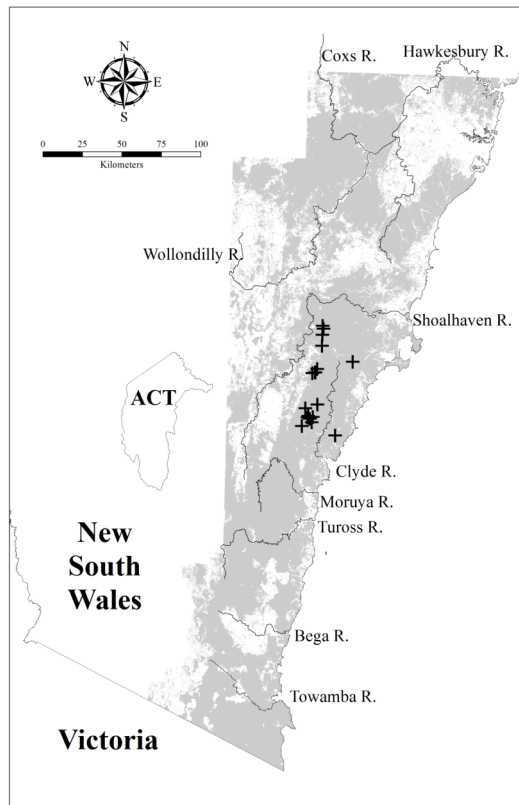 Coxs R.
Hawkesbury R.
N
W
E
S
0 25 50 75 100
Kilometers
Wollondilly R.
Shoalhaven R.
ACT
Clyde R.
Moruya R.
New
South
Wales
Tuross R.
Bega R.
Towamba R.
Victoria